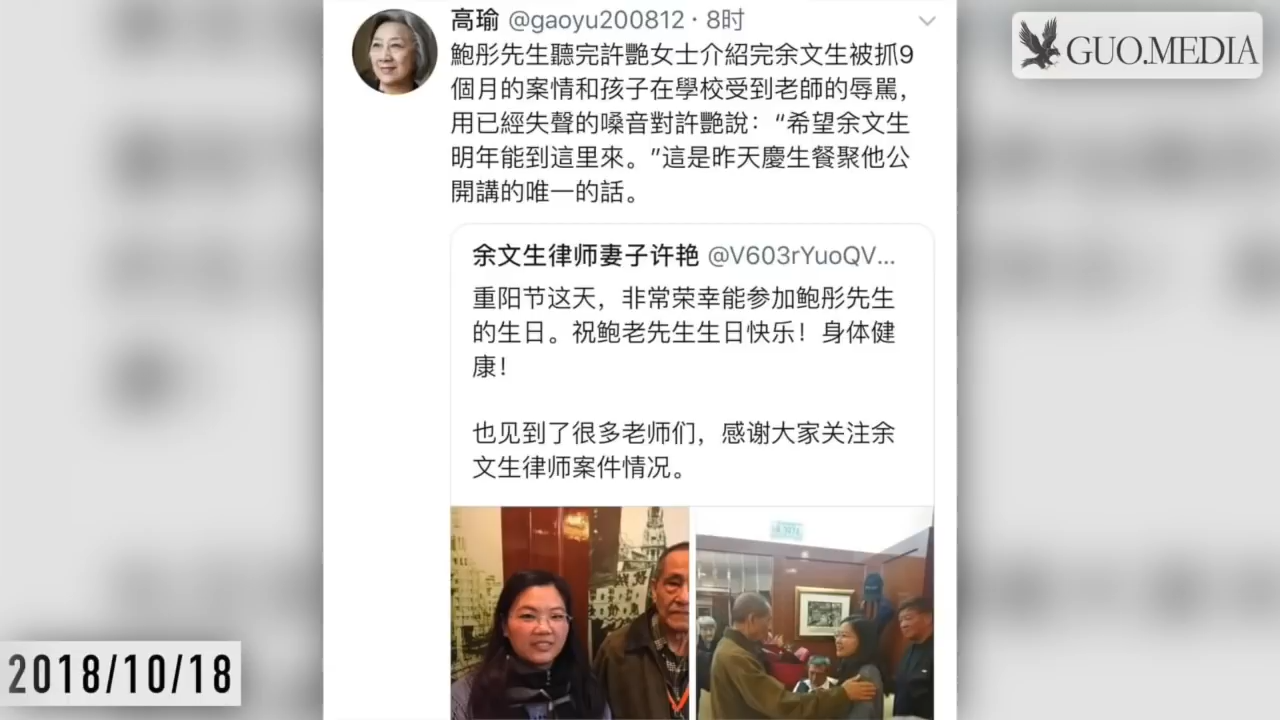 高瑜 @gaoyu200812 · 8时
GUO.MEDIA
鮑彤先生聽完許艷女士介紹完余文生被抓9
個月的案情和孩子在學校受到老師的辱駡，
用已經失聲的嗓音對許艷說：“希望余文生
明年能到這里來。”這是昨天慶生餐聚他公
開講的唯一的話。
余文生律师妻子许艳 @V603rYuoQV...
重阳节这天，非常荣幸能参加鲍彤先生
的生日。祝鲍老先生生日快乐！身体健
康！
也见到了很多老师们，感谢大家关注余
文生律师案件情况。
2018/10/18